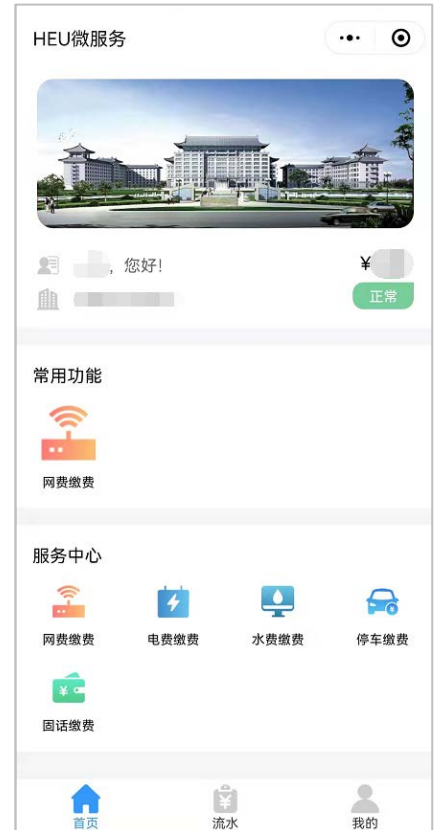 HEU微服务
，您好！
¥
正常
常用功能
网费缴费
服务中心
网费缴费 电费缴费 水费缴费 停车缴费
固话缴费
首页 流水 我的